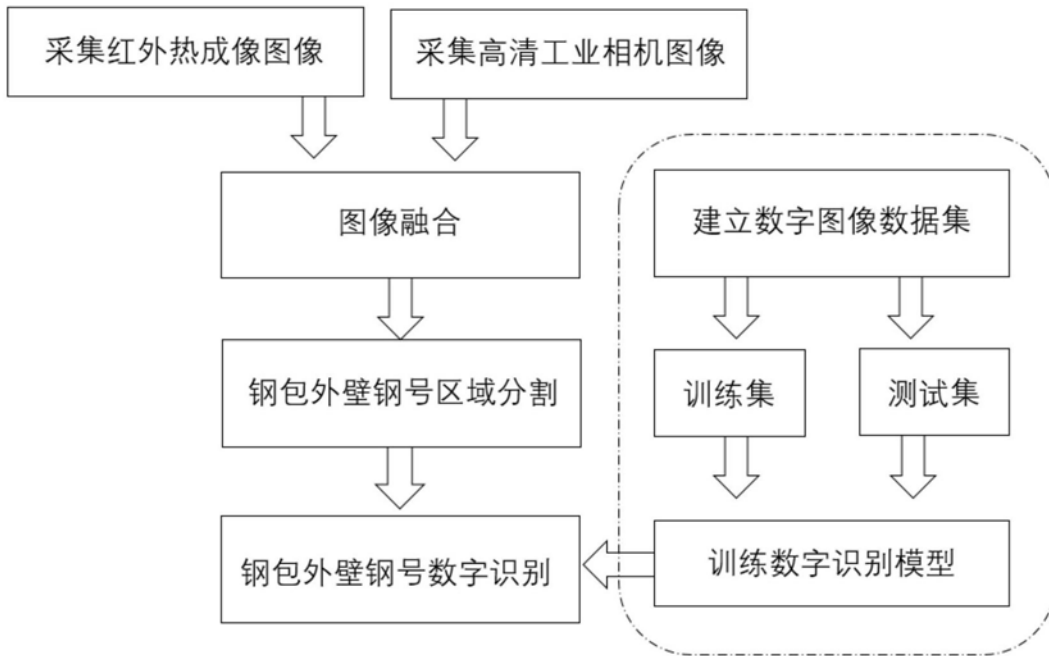 采集红外热成像图像
采集高清工业相机图像
图像融合
建立数字图像数据集
钢包外壁钢号区域分割
训练集
测试集
钢包外壁钢号数字识别
训练数字识别模型